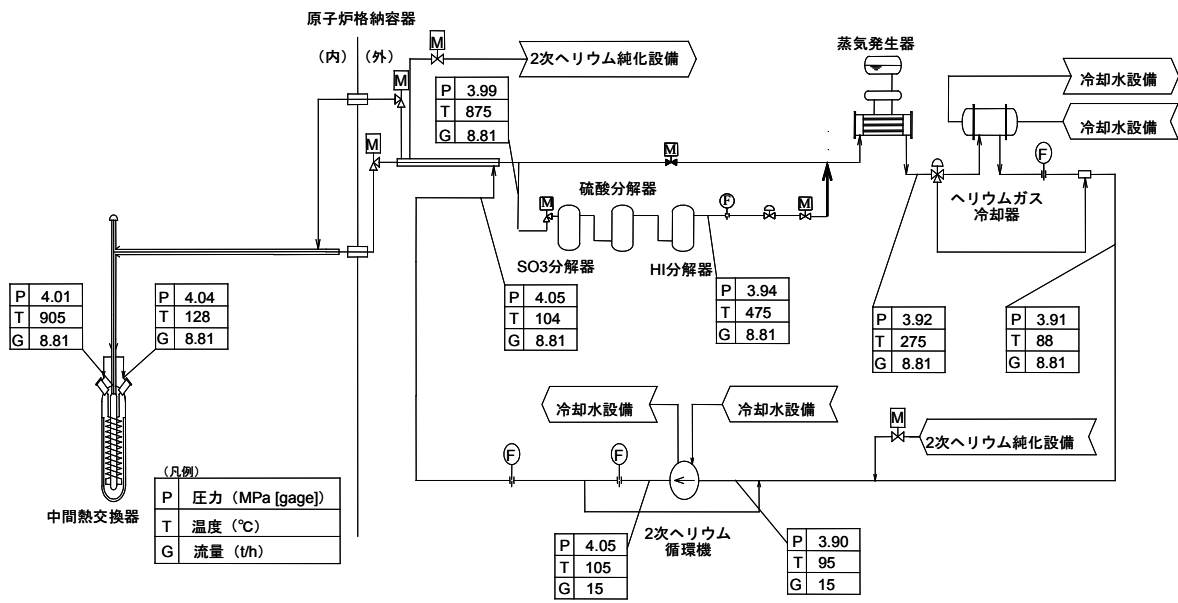 原子炉格納容器
(内) (外)
M
2次ヘリウム純化設備
M
P 3.99
T 875
G 8.81
M
蒸気発生器
冷却水設備
冷却水設備
M
F
ヘリウムガス
冷却器
硫酸分解器
M
F
M
SO3分解器
HI分解器
P 4.01
T 905
G 8.81
P 4.04
T 128
G 8.81
P 4.05
T 104
G 8.81
P 3.94
T 475
G 8.81
P 3.92
T 275
G 8.81
P 3.91
T 88
G 8.81
冷却水設備
冷却水設備
M
2次ヘリウム純化設備
F
F
(凡例)
P 圧力(MPa [gage])
T 温度(℃)
G 流量(t/h)
中間熱交換器
2次ヘリウム
循環機
P 4.05
T 105
G 15
P 3.90
T 95
G 15